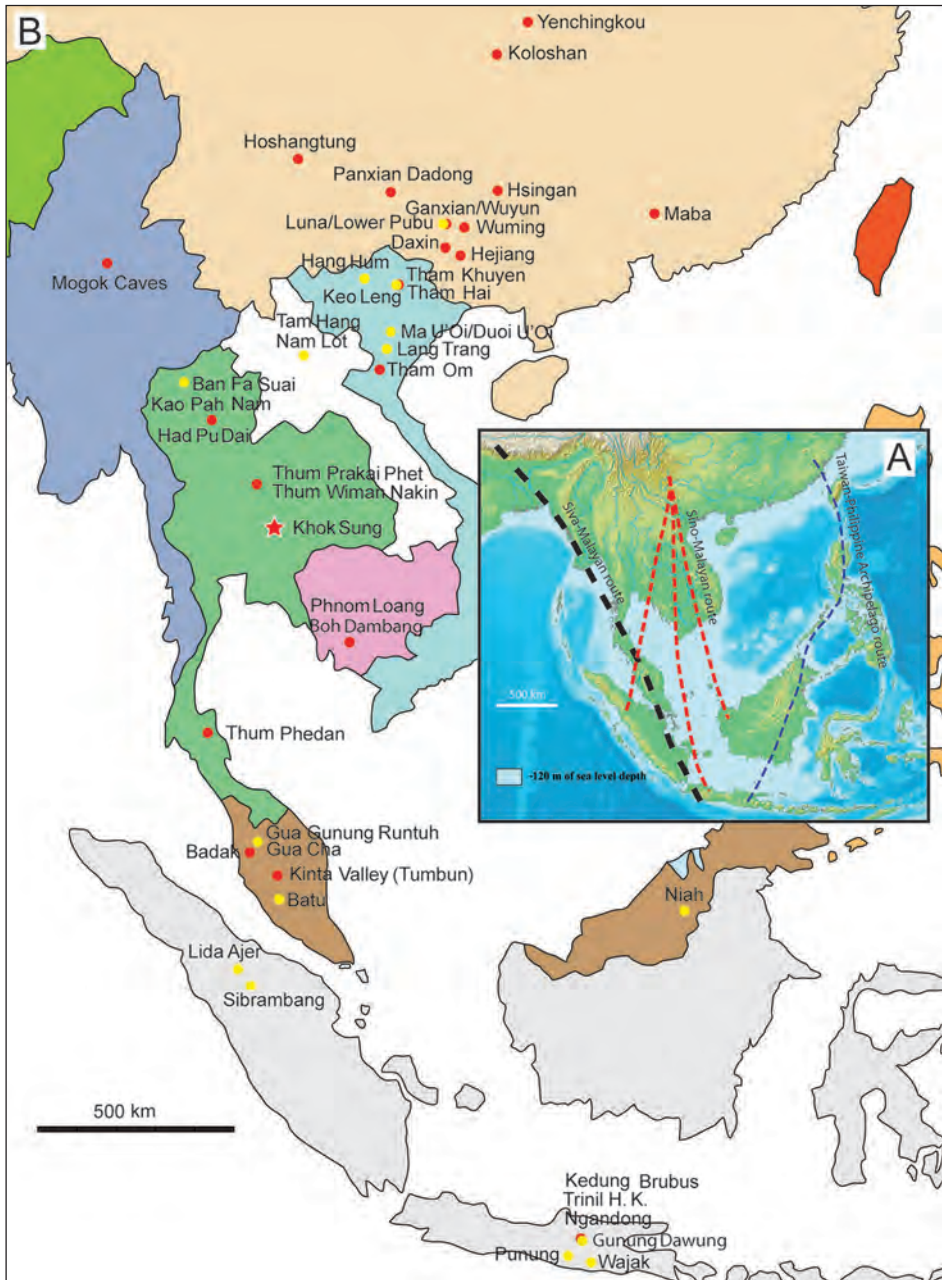 B
Yenchingkou
Koloshan
Hoshangtung
Panxian Dadong
Hsingan
Ganxian/Wuyun
Maba
Luna/Lower Pubu
Wuming
Daxin
Hejiang
Hang Hum
Tham Khuyen
Mogok Caves
Keo Leng
Tham Hai
Tam Hang
Nam Lot
Ma U'Oi/Duoi U'Oi
Lang Trang
Tham Om
Ban Fa Suai
Kao Pah Nam
Had Pu Dai
Thum Prakai Phet
Thum Wiman Nakin
Khok Sung
Phnom Loang
Boh Dambang
Thum Phedan
A
Siva-Malayan route
Sino-Malayan route
Taiwan-Philippine Archipelago route
500 km
-120 m of sea level depth
Gua Gunung Runtuh
Badak
Gua Cha
Kinta Valley (Tumbun)
Batu
Niah
Lida Ajer
Sibrambang
500 km
Kedung Brubus
Trinil H. K.
Ngandong
Gunung Dawung
Punung
Wajak